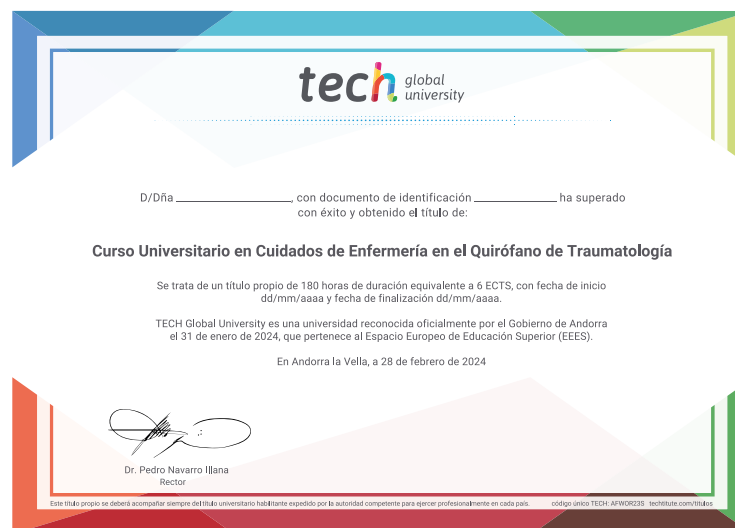 tech global university
D/Dña ____________, con documento de identificación ____________ ha superado
con éxito y obtenido el título de:
Curso Universitario en Cuidados de Enfermería en el Quirófano de Traumatología
Se trata de un título propio de 180 horas de duración equivalente a 6 ECTS, con fecha de inicio
dd/mm/aaaa y fecha de finalización dd/mm/aaaa.
TECH Global University es una universidad reconocida oficialmente por el Gobierno de Andorra
el 31 de enero de 2024, que pertenece al Espacio Europeo de Educación Superior (EEES).
En Andorra la Vella, a 28 de febrero de 2024
Dr. Pedro Navarro Illana
Rector
Este título propio se deberá acompañar siempre del título universitario habilitante expedido por la autoridad competente para ejercer profesionalmente en cada país. código único TECH: AFWOR23S techtitute.com/titulos